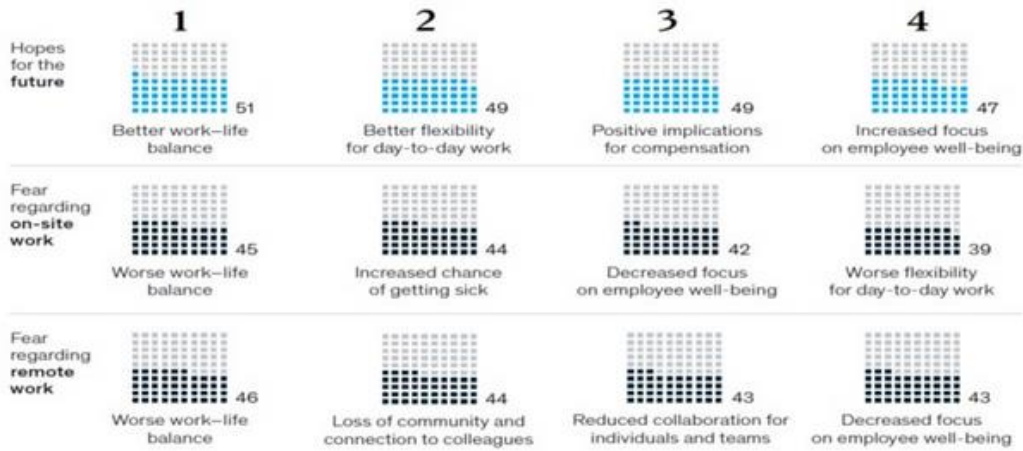 1
2
3
4
Hopes
for the
future
51
49
49
47
Better work–life
balance
Better flexibility
for day-to-day work
Positive implications
for compensation
Increased focus
on employee well-being
Fear
regarding
on-site
work
45
44
42
39
Worse work–life
balance
Increased chance
of getting sick
Decreased focus
on employee well-being
Worse flexibility
for day-to-day work
Fear
regarding
remote
work
46
44
43
43
Worse work–life
balance
Loss of community and
connection to colleagues
Reduced collaboration for
individuals and teams
Decreased focus
on employee well-being